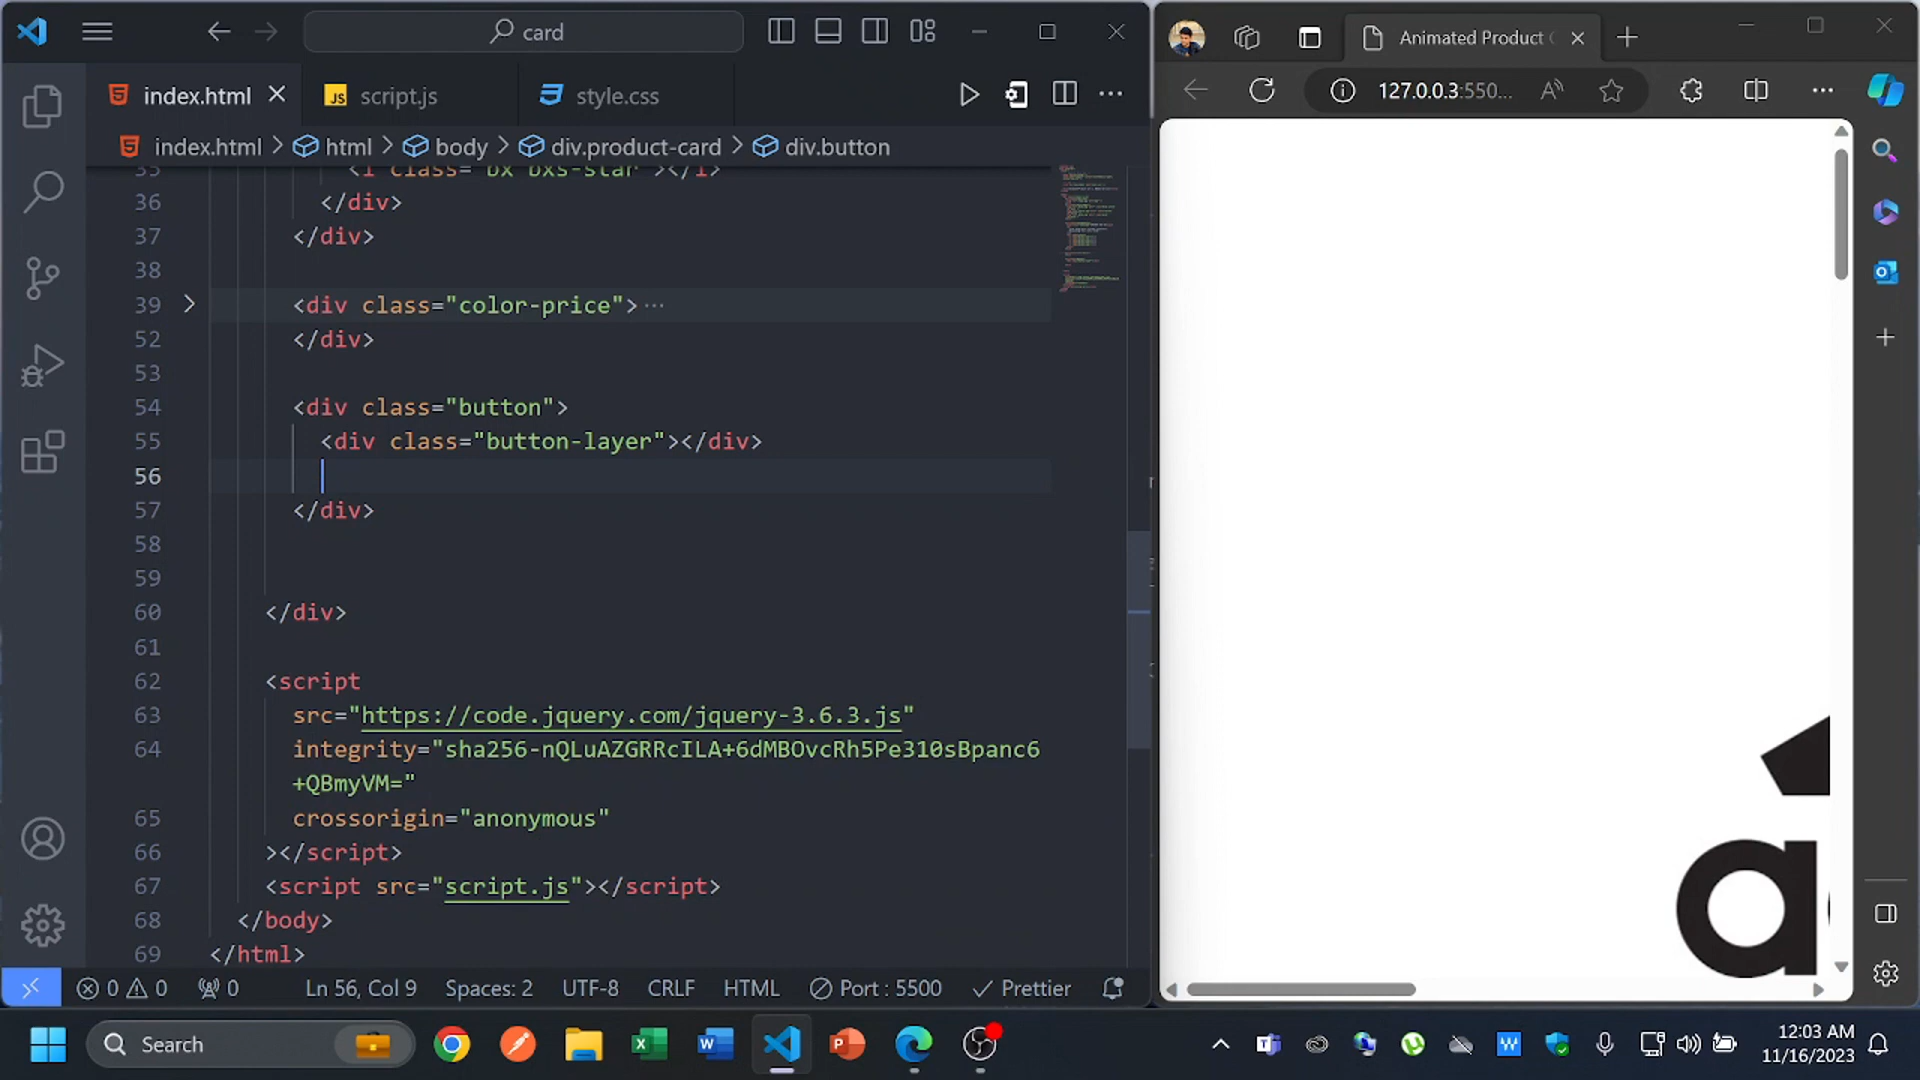 card
index.html
script.js
style.css
index.html > html > body > div.product-card > div.button
35 <i class="bx bxs-star"></i>
36 </div>
37 </div>
38
39 <div class="color-price"> ...
52 </div>
53
54 <div class="button">
55 <div class="button-layer"></div>
56
57 </div>
58
59
60 </div>
61
62 <script
63 src="https://code.jquery.com/jquery-3.6.3.js"
64 integrity="sha256-nQLuAZGRRcILA+6dMBOvcRh5Pe310sBpanc6
+QBmyVM="
65 crossorigin="anonymous"
66 ></script>
67 <script src="script.js"></script>
68 </body>
69 </html>
0 0 0 Ln 56, Col 9 Spaces: 2 UTF-8 CRLF HTML Port : 5500 Prettier
Animated Product
127.0.0.3:550...
a
Search
12:03 AM
11/16/2023